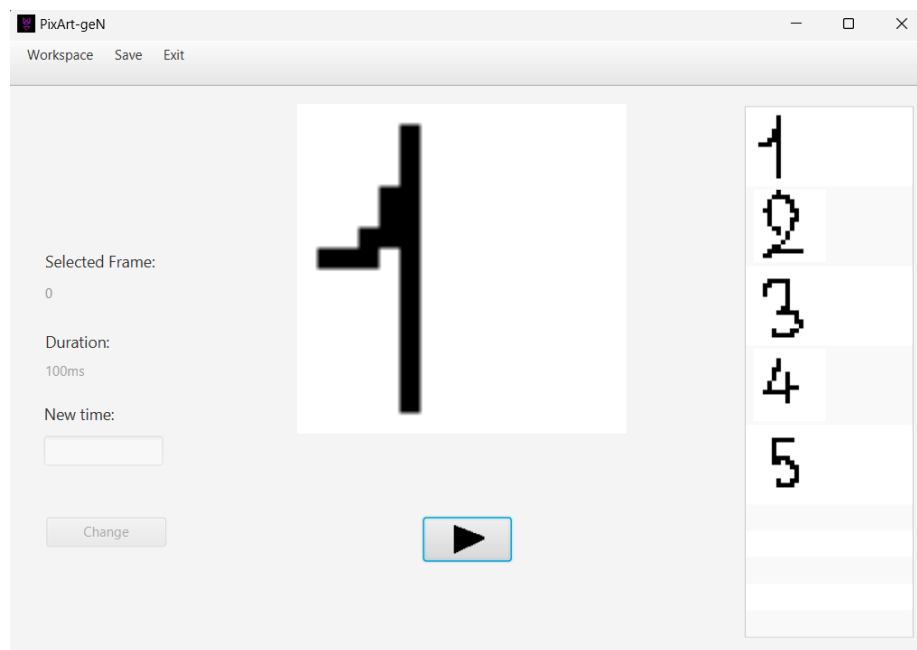 PixArt-geN
Workspace Save Exit
1
2
3
4
5
Selected Frame:
0
Duration:
100ms
New time:
Change